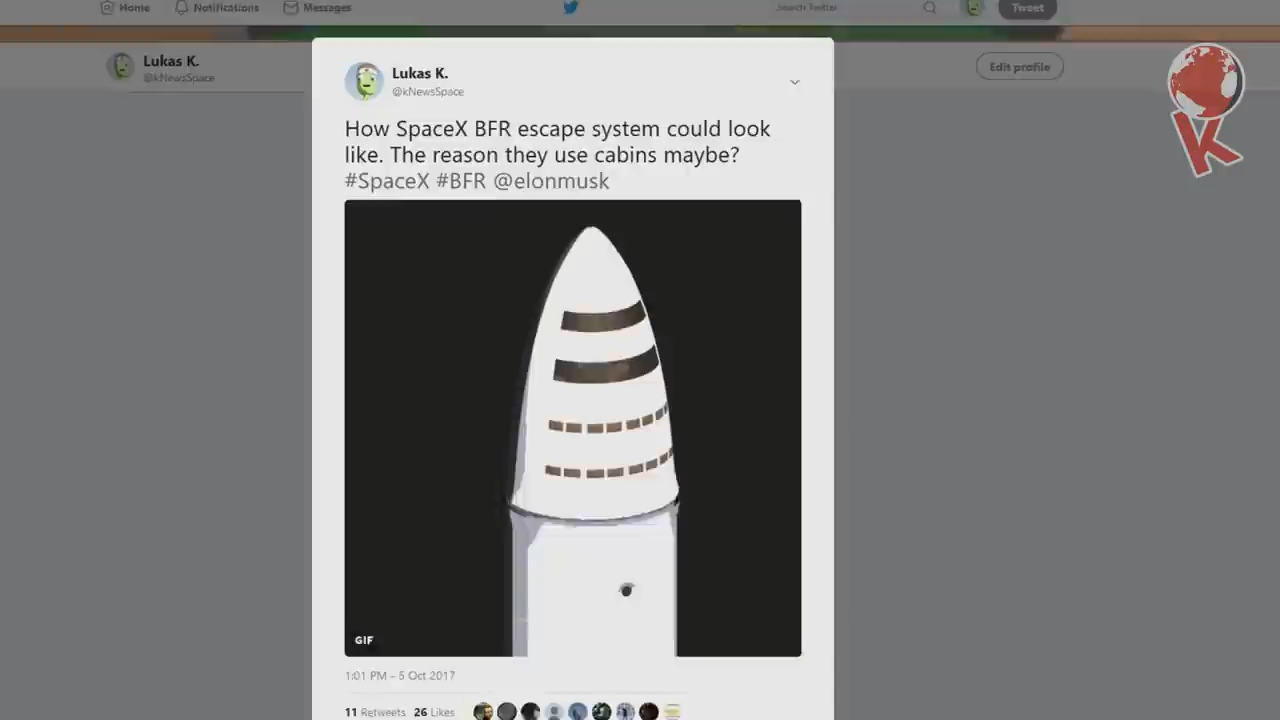 Home Notifications Messages Search Twitter Tweet
Lukas K.
@kNewsSpace
Edit profile
K
Lukas K.
@kNewsSpace
How SpaceX BFR escape system could look
like. The reason they use cabins maybe?
#SpaceX #BFR @elonmusk
GIF
1:01 PM - 5 Oct 2017
11 Retweets 26 Likes